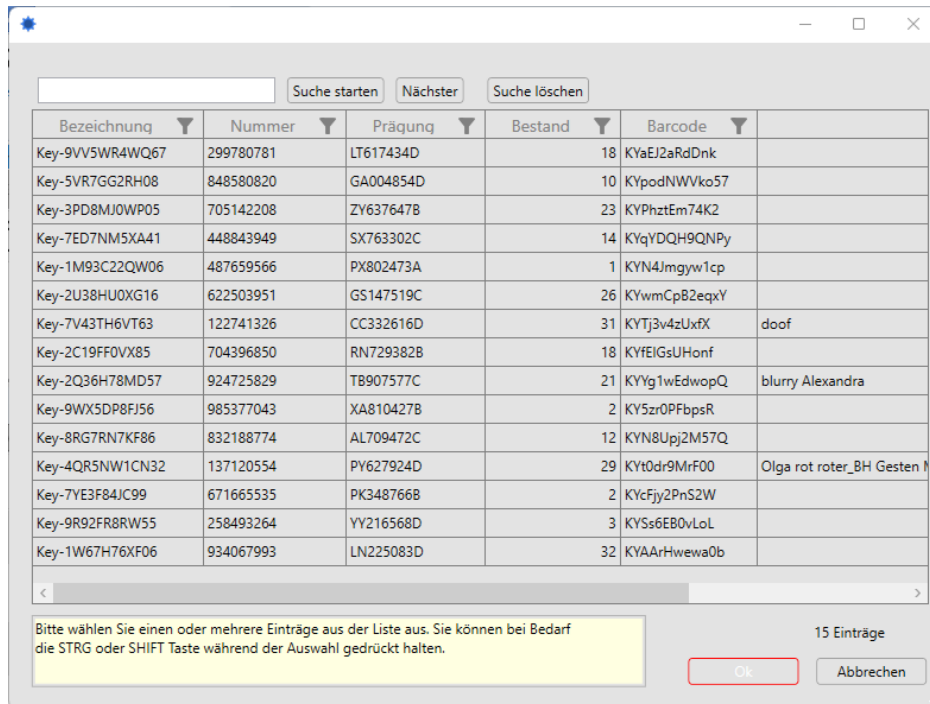 Suche starten Nächster Suche löschen
Bezeichnung Nummer Prägung Bestand Barcode
Key-9VV5WR4WQ67 299780781 LT617434D 18 KYaEJ2aRdDnk
Key-5VR7GG2RH08 848580820 GA004854D 10 KYpodNWVko57
Key-3PD8MJ0WP05 705142208 ZY637647B 23 KYPhztEm74K2
Key-7ED7NM5XA41 448843949 SX763302C 14 KYqYDQH9QNPy
Key-1M93C22QW06 487659566 PX802473A 1 KYN4Jmgyw1cp
Key-2U38HU0XG16 622503951 GS147519C 26 KYwmCpB2eqxY
Key-7V43TH6VT63 122741326 CC332616D 31 KYTj3v4zUxfX doof
Key-2C19FF0VX85 704396850 RN729382B 18 KYfEIGsUHonf
Key-2Q36H78MD57 924725829 TB907577C 21 KYYg1wEdwopQ blurry Alexandra
Key-9WX5DP8FJ56 985377043 XA810427B 2 KY5zr0PFbpsR
Key-8RG7RN7KF86 832188774 AL709472C 12 KYN8Upj2M57Q
Key-4QR5NW1CN32 137120554 PY627924D 29 KYt0dr9MrF00 Olga rot roter_BH Gesten
Key-7YE3F84JC99 671665535 PK348766B 2 KYcFjy2PnS2W
Key-9R92FR8RW55 258493264 YY216568D 3 KYSs6EB0vLoL
Key-1W67H76XF06 934067993 LN225083D 32 KYAArHwewa0b
Bitte wählen Sie einen oder mehrere Einträge aus der Liste aus. Sie können bei Bedarf
die STRG oder SHIFT Taste während der Auswahl gedrückt halten.
15 Einträge
Ok Abbrechen